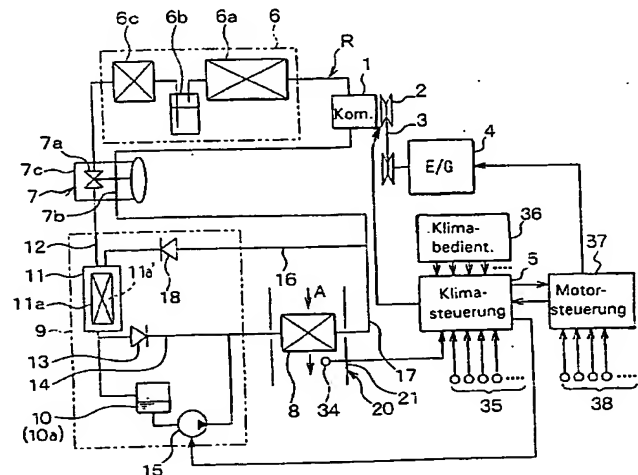 6c 6b 6a 6 R
1
Kom.
2
3
4
E/G
7a
7c
7
7b
12
11
11a
11a'
9
18
16
13
14
10
(10a)
15
A
8
34
17
21
20
Klima-
bedient.
36
5
37
Klima-
steuerung
Motor-
steuerung
35
38